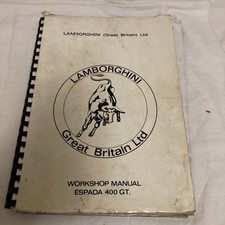 LAMBORGHINI (Great Britain) Ltd
LAMBORGHINI
Great Britain Ltd
WORKSHOP MANUAL
ESPADA 400 GT.